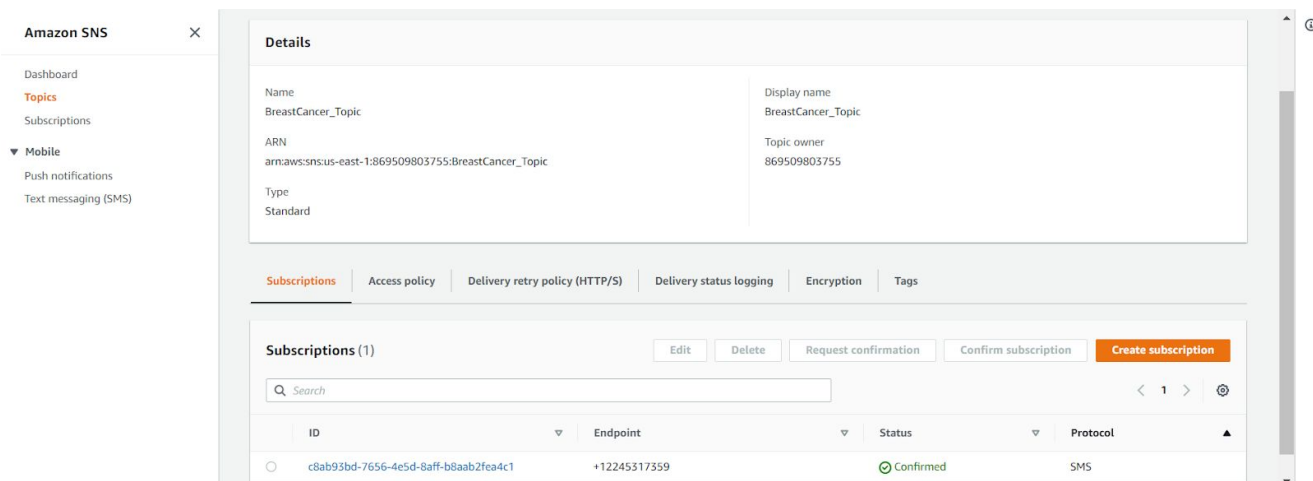 Amazon SNS
Dashboard
Topics
Subscriptions
Mobile
Push notifications
Text messaging (SMS)
Details
Name
BreastCancer_Topic
ARN
arn:aws:sns:us-east-1:869509803755:BreastCancer_Topic
Type
Standard
Display name
BreastCancer_Topic
Topic owner
869509803755
Subscriptions Access policy Delivery retry policy (HTTP/S) Delivery status logging Encryption Tags
Subscriptions (1) Edit Delete Request confirmation Confirm subscription Create subscription
Search 1
ID Endpoint Status Protocol
c8ab93bd-7656-4e5d-8aff-b8aab2fea4c1 +12245317359 Confirmed SMS